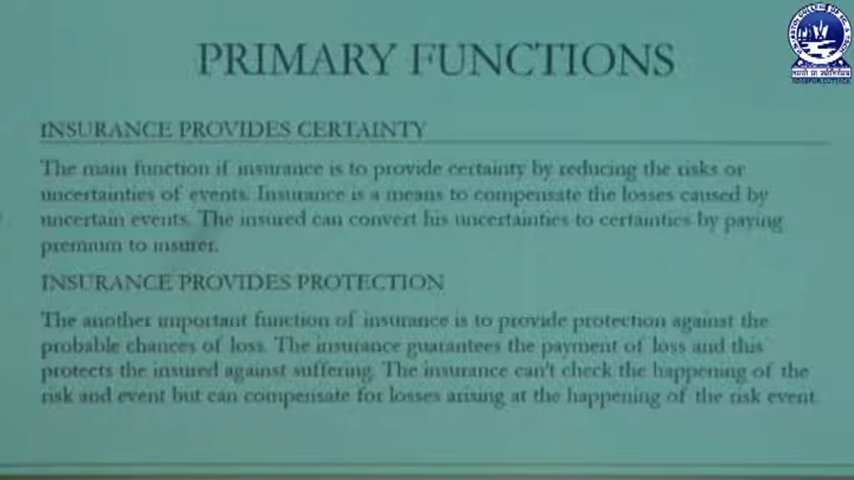 PRIMARY FUNCTIONS
INSURANCE PROVIDES CERTAINTY
The main function if insurance is to provide certainty by reducing the risks or
uncertainties of events. Insurance is a means to compensate the losses caused by
uncertain events. The insured can convert his uncertainties to certainties by paying
premium to insurer.
INSURANCE PROVIDES PROTECTION
The another important function of insurance is to provide protection against the
probable chances of loss. The insurance guarantees the payment of loss and this
protects the insured against suffering. The insurance can't check the happening of the
risk and event but can compensate for losses arising at the happening of the risk event.